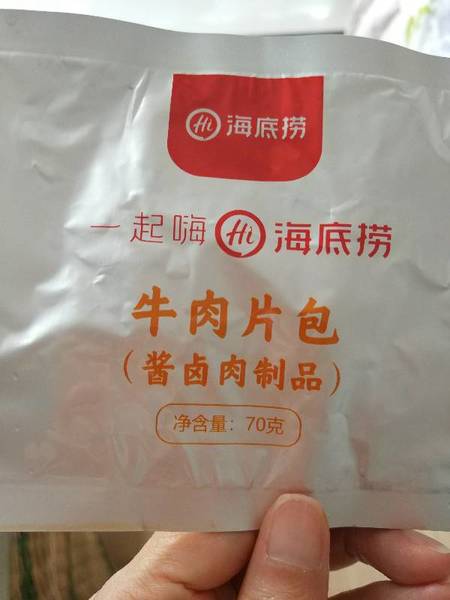 Hi 海底捞
一起嗨 Hi 海底捞
牛肉片包
（酱卤肉制品）
净含量：70克